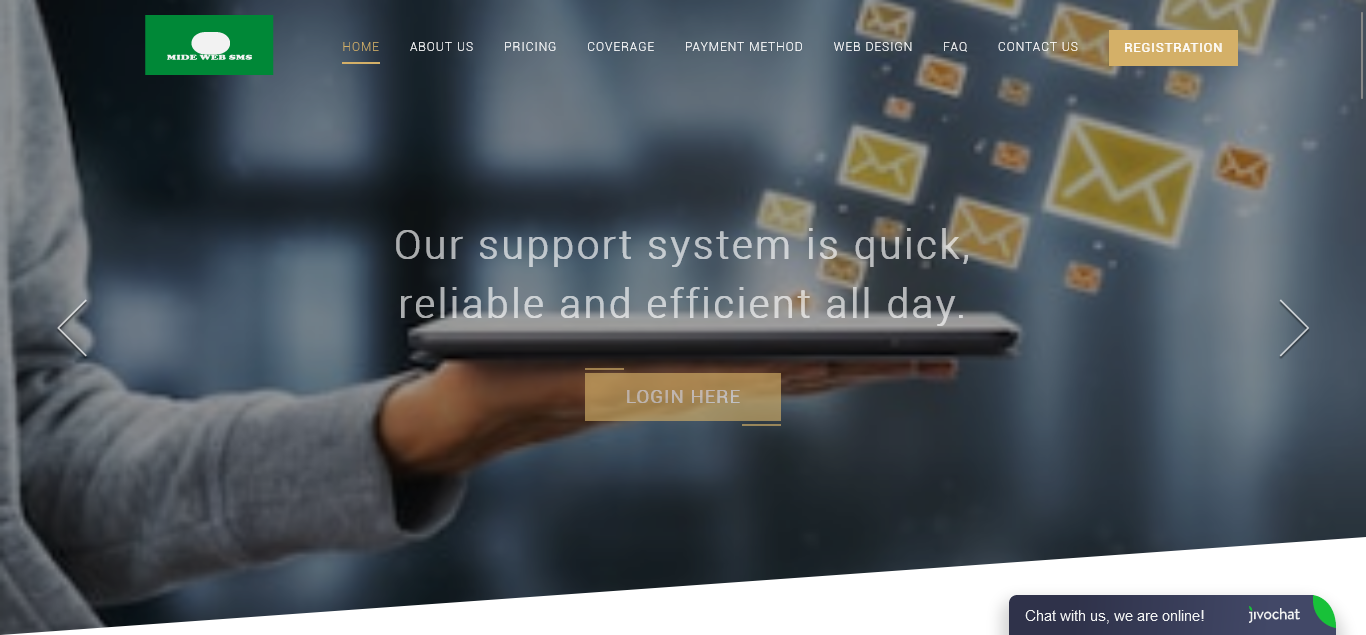 MIDE WEB SMS
HOME ABOUT US PRICING COVERAGE PAYMENT METHOD WEB DESIGN FAQ CONTACT US REGISTRATION
Our support system is quick,
reliable and efficient all day.
LOGIN HERE
Chat with us, we are online! jivochat